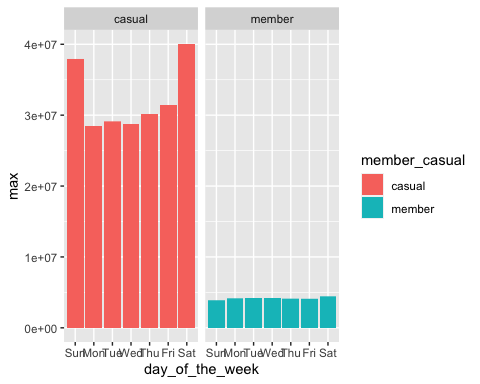 casual member
4e+07
3e+07
2e+07
1e+07
0e+00
max
Sun Mon Tue Wed Thu Fri Sat Sun Mon Tue Wed Thu Fri Sat
day_of_the_week
member_casual
casual
member